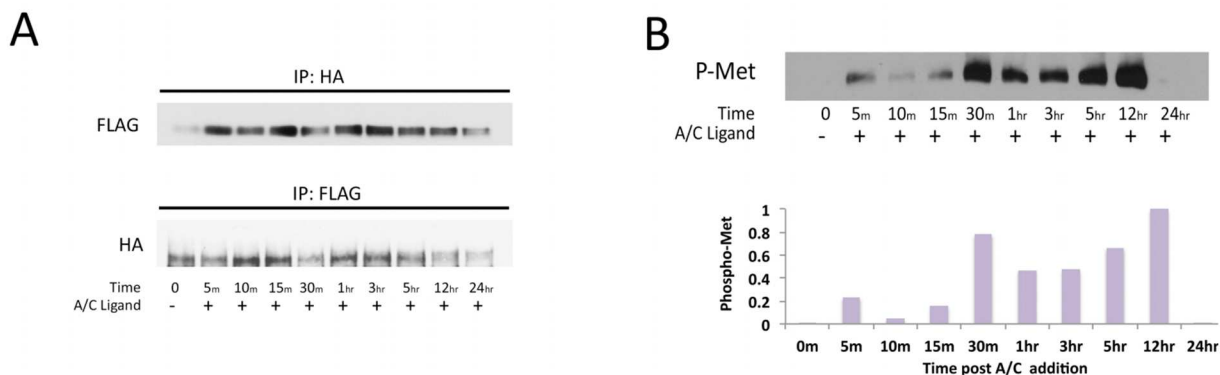 A
IP: HA
FLAG
IP: FLAG
HA
Time 0 5m 10m 15m 30m 1hr 3hr 5hr 12hr 24hr
A/C Ligand - + + + + + + + + +
B
P-Met
Time 0 5m 10m 15m 30m 1hr 3hr 5hr 12hr 24hr
A/C Ligand - + + + + + + + + +
Phospho-Met
1
0.8
0.6
0.4
0.2
0
0m 5m 10m 15m 30m 1hr 3hr 5hr 12hr 24hr
Time post A/C addition